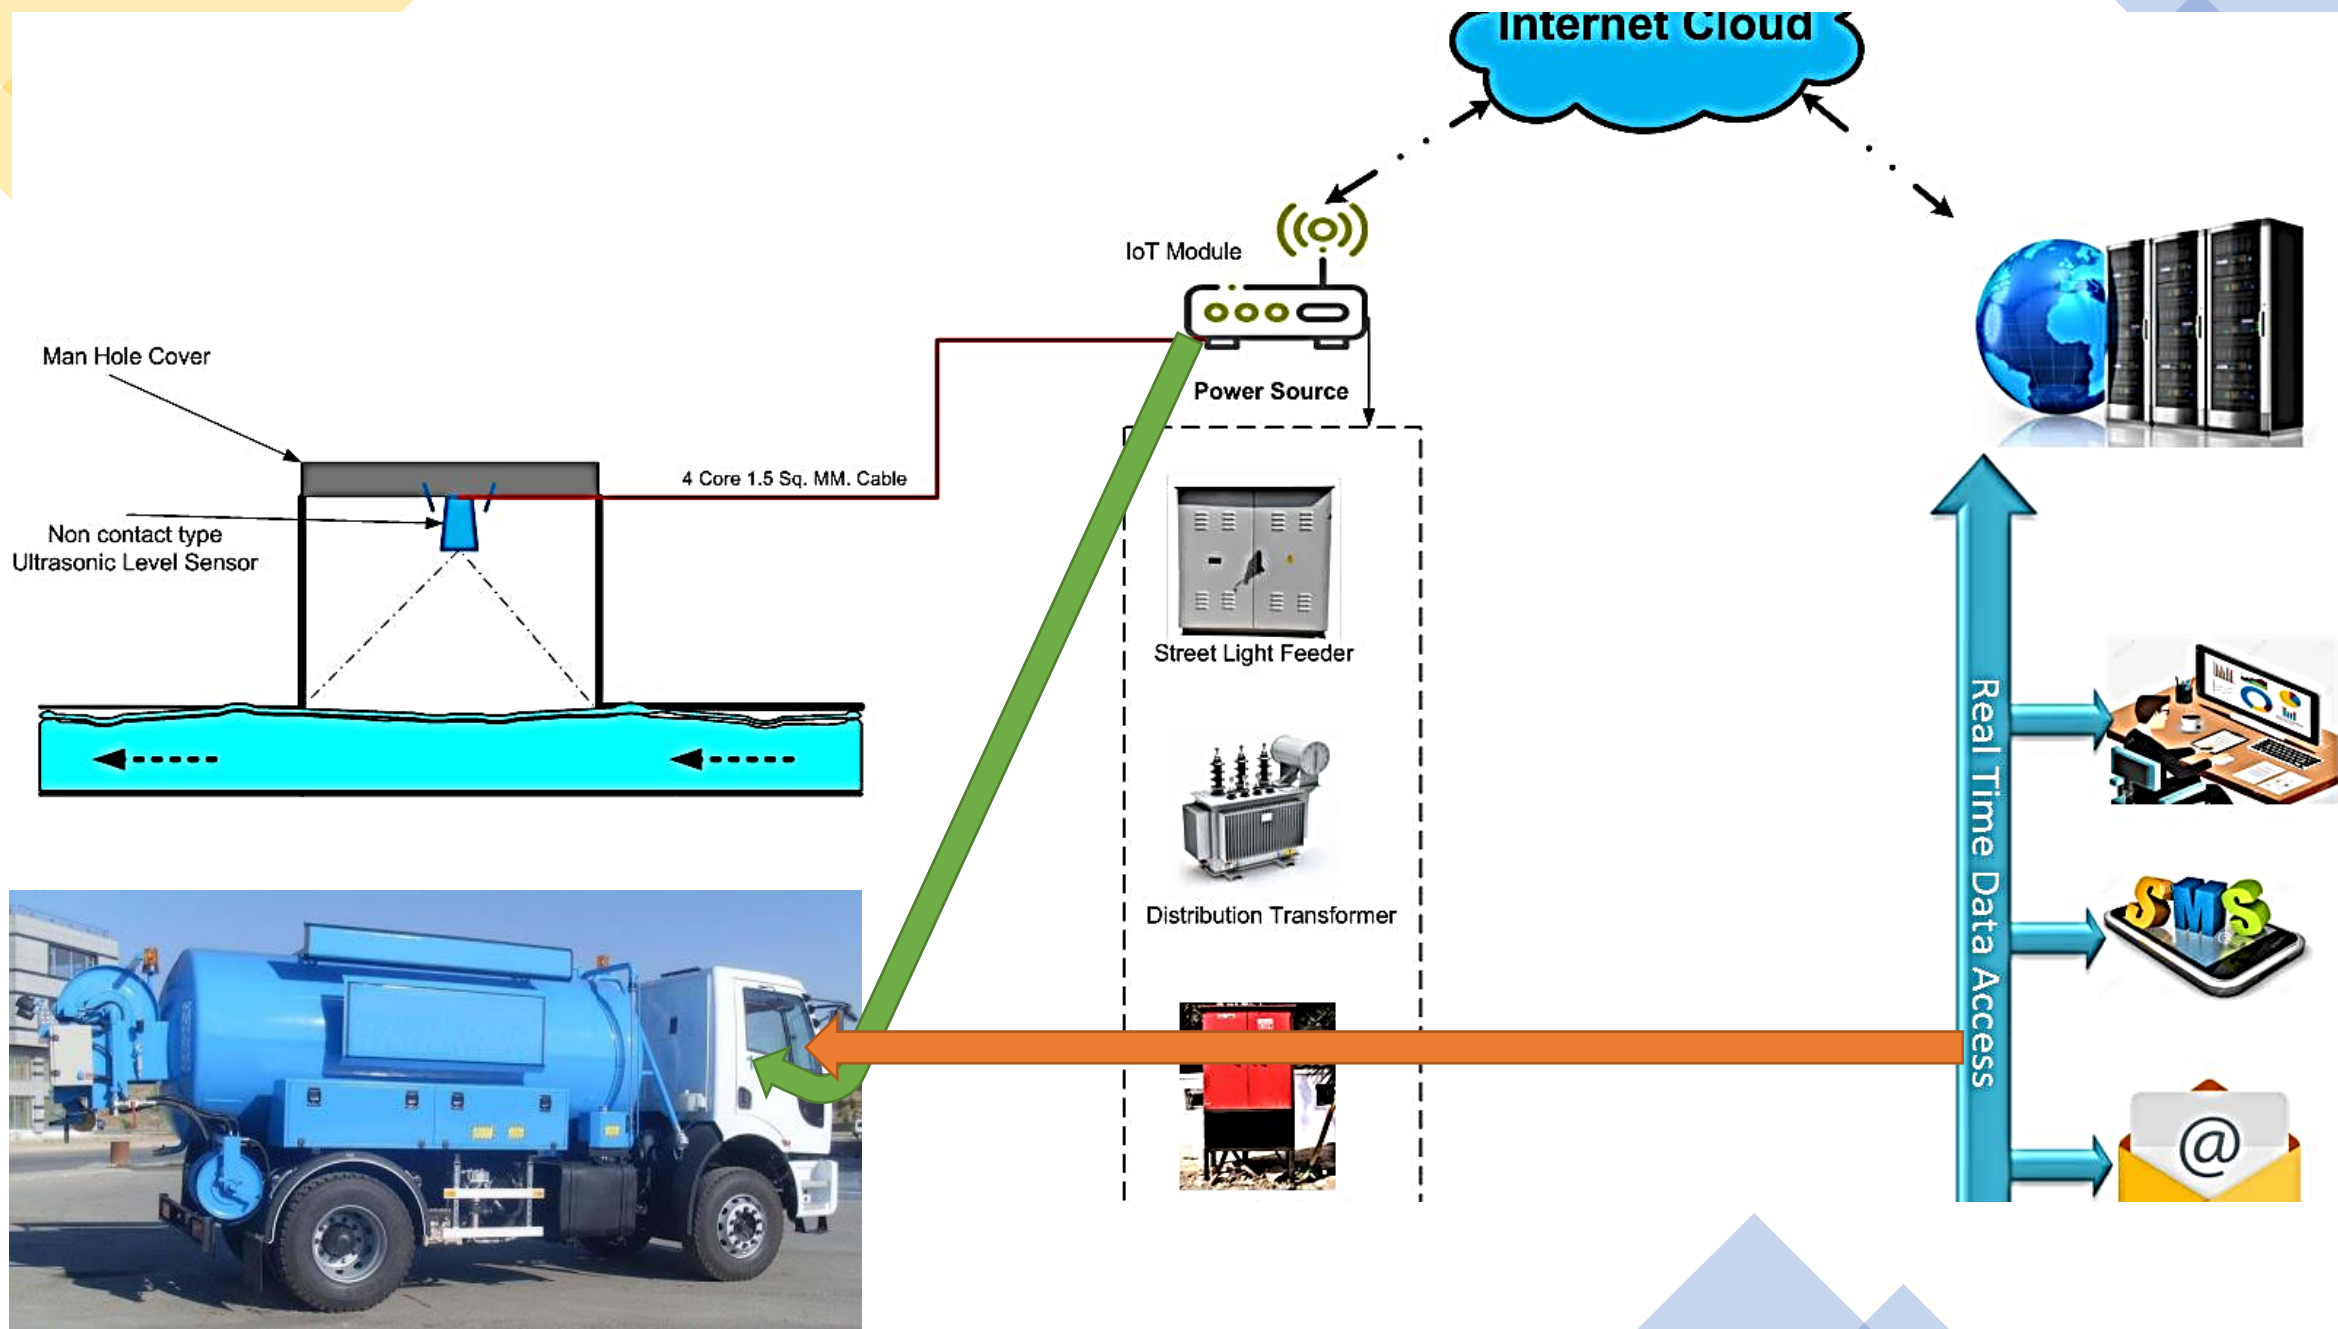 Internet Cloud
IoT Module
Man Hole Cover
Power Source
4 Core 1.5 Sq. MM. Cable
Non contact type
Ultrasonic Level Sensor
Street Light Feeder
Distribution Transformer
Real Time Data Access
SMS
@